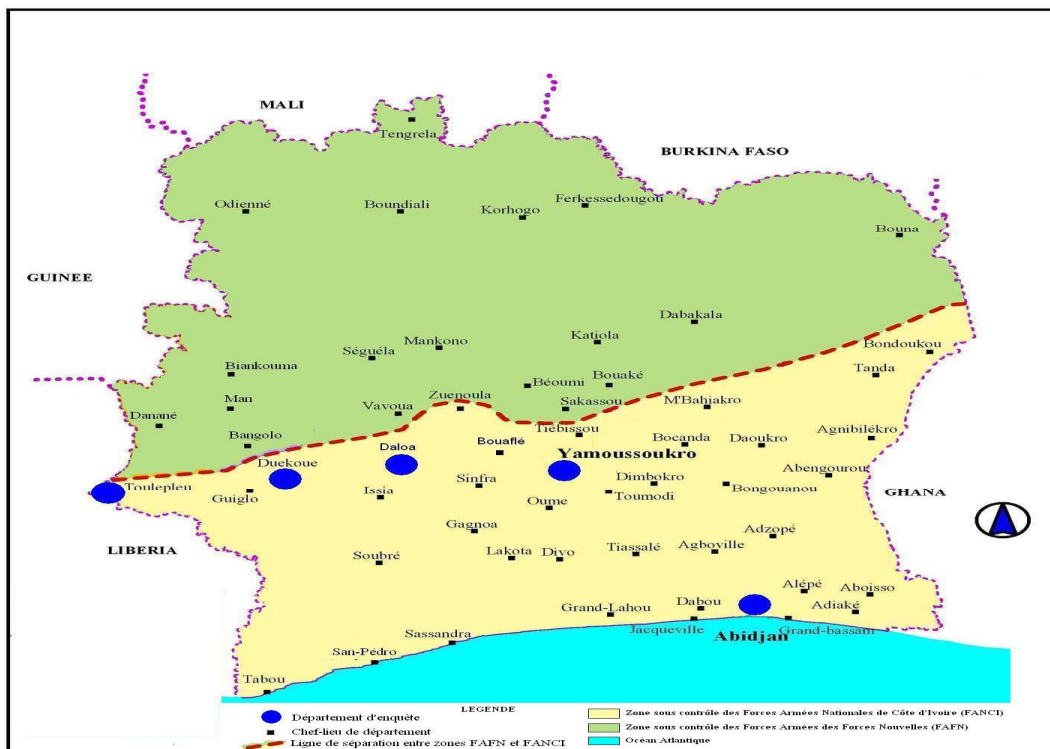 MALI
Tengrela
BURKINA FASO
Odienné
Boundiali
Korhogo
Ferkessedougou
Bouna
GUINEE
Dabakala
Katiola
Mankono
Séguéla
Bondoukou
Biankouma
Tanda
Béoumi
Bouaké
Man
Zuenoula
Sakassou
M'Bahiakro
Danané
Vavoua
Tiébissou
Bangolo
Daloa
Bouaflé
Yamoussoukro
Bocanda
Daoukro
Agnibilékro
Duekoue
Toulepleu
Guiglo
Issia
Sinfra
Dimbokro
Abengourou
Oume
Toumodi
Bongouanou
GHANA
Gagnoa
Adzopé
LIBERIA
Soubré
Lakota
Divo
Tiassalé
Agboville
Alépé
Aboisso
Grand-Lahou
Dabou
Adiaké
Jacqueville
Grand-bassam
Sassandra
Abidjan
San-Pédro
Tabou
LEGENDE
Département d'enquête
Chef-lieu de département
Ligne de séparation entre zones FAFN et FANCI
Zone sous contrôle des Forces Armées Nationales de Côte d'Ivoire (FANCI)
Zone sous contrôle des Forces Armées des Forces Nouvelles (FAFN)
Océan Atlantique